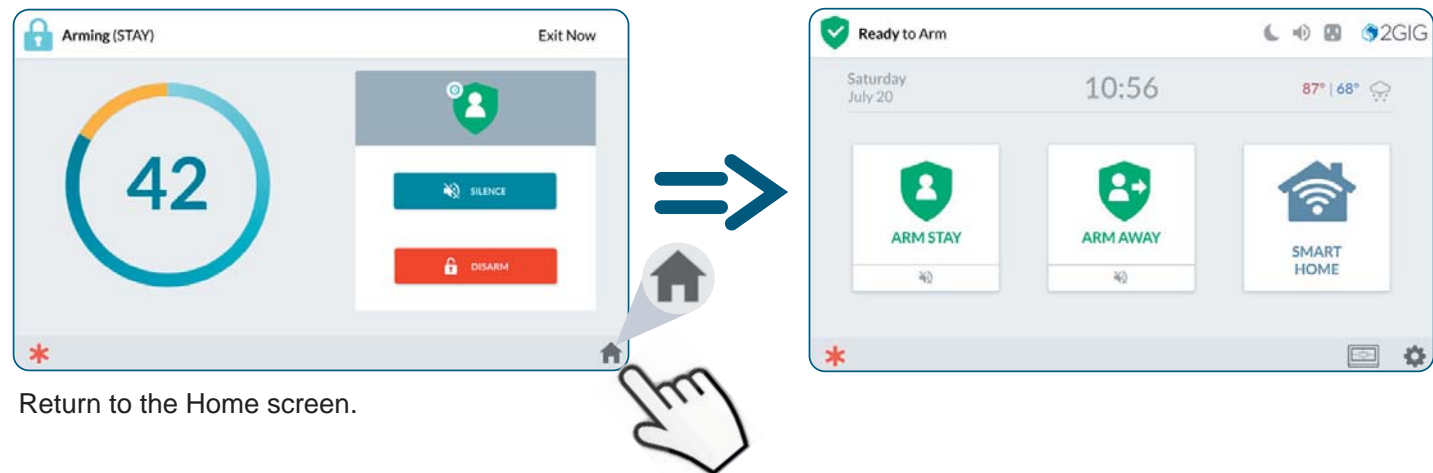 Arming (STAY)
Exit Now
42
SILENCE
DISARM
Return to the Home screen.
Ready to Arm
2GIG
Saturday
July 20
10:56
87° | 68°
ARM STAY
ARM AWAY
SMART
HOME